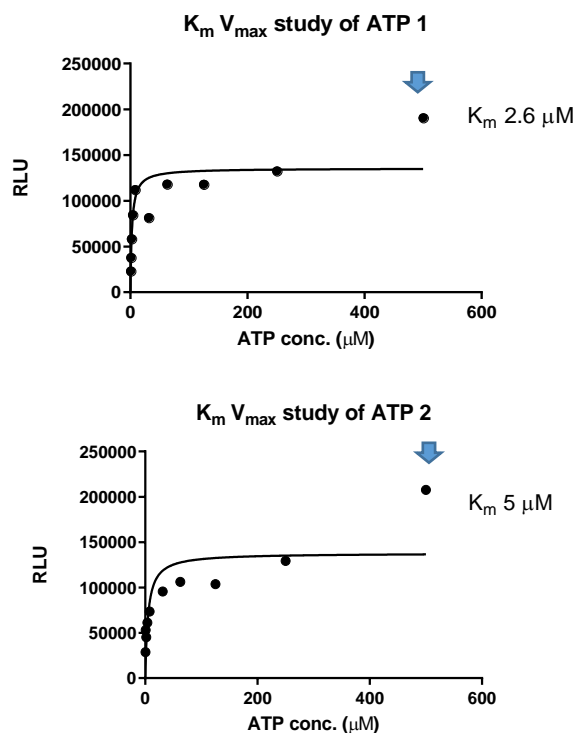 Km Vmax study of ATP 1
250000
200000
150000
100000
50000
0
RLU
0
200
400
600
ATP conc. (μM)
Km 2.6 μM
Km Vmax study of ATP 2
250000
200000
150000
100000
50000
0
RLU
0
200
400
600
ATP conc. (μM)
Km 5 μM